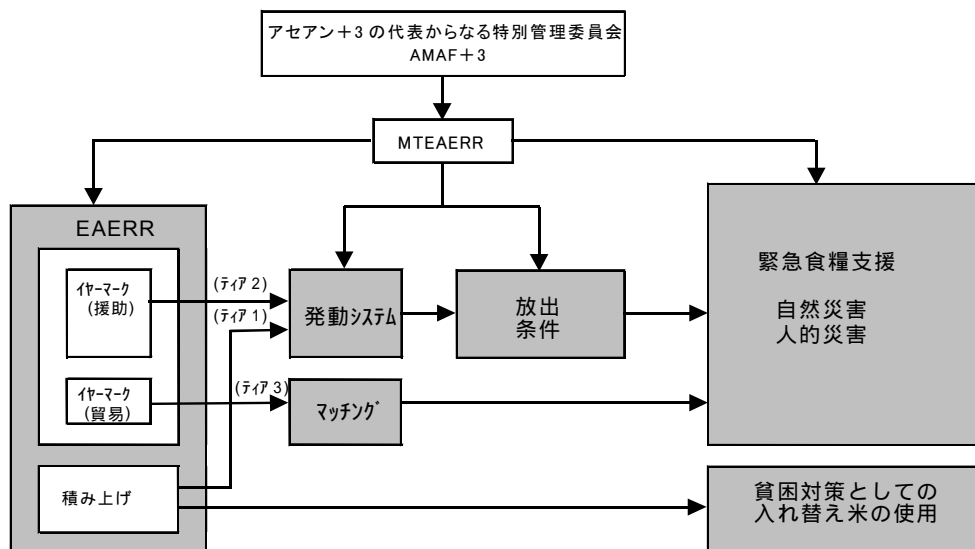 アセアン＋3の代表からなる特別管理委員会
AMAF＋3
MTEAERR
EAERR
ｲﾔｰﾏｰｸ
(援助)
(ﾃｨｱ 2)
(ﾃｨｱ 1)
発動ｼｽﾃﾑ
放出
条件
緊急食糧支援
自然災害
人的災害
ｲﾔｰﾏｰｸ
(貿易)
(ﾃｨｱ 3)
ﾏｯﾁﾝｸﾞ
積み上げ
貧困対策としての
入れ替え米の使用